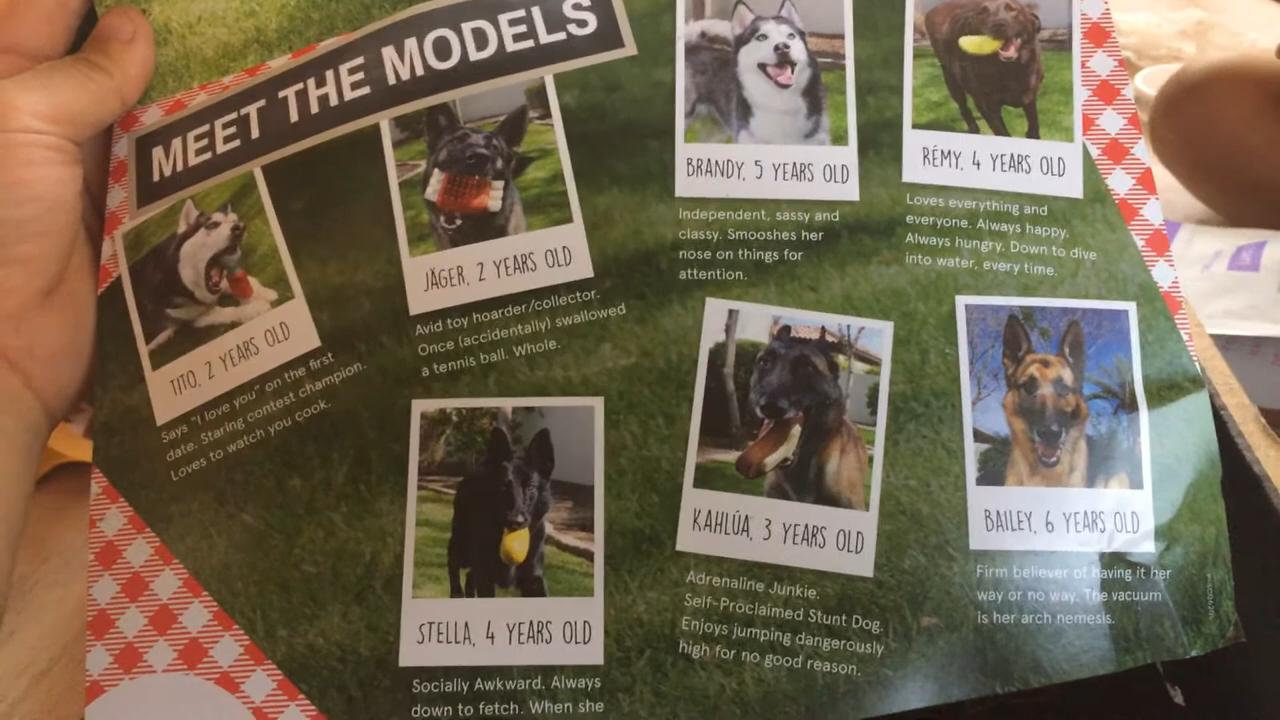 MEET THE MODELS
TITO, 2 YEARS OLD
Says "I love you" on the first
date. Staring contest champion.
Loves to watch you cook.
JÄGER, 2 YEARS OLD
Avid toy hoarder/collector.
Once (accidentally) swallowed
a tennis ball. Whole.
BRANDY, 5 YEARS OLD
Independent, sassy and
classy. Smooshes her
nose on things for
attention.
RÉMY, 4 YEARS OLD
Loves everything and
everyone. Always happy.
Always hungry. Down to dive
into water, every time.
STELLA, 4 YEARS OLD
Socially Awkward. Always
down to fetch. When she
KAHLÚA, 3 YEARS OLD
Adrenaline Junkie.
Self-Proclaimed Stunt Dog.
Enjoys jumping dangerously
high for no good reason.
BAILEY, 6 YEARS OLD
Firm believer of having it her
way or no way. The vacuum
is her arch nemesis.